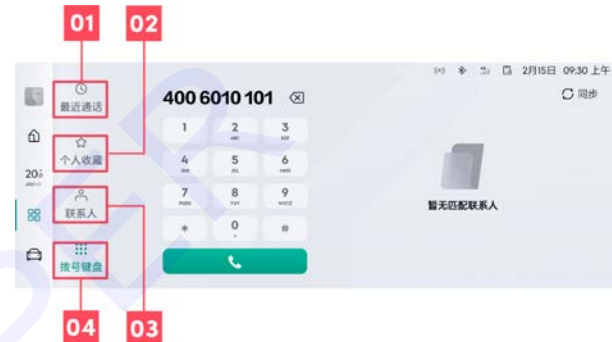 01 02
2月15日 09:30 上午
最近通话
400 6010 101
同步
个人收藏
20.5
联系人
拨号键盘
1 2 3
ABC DEF
4 5 6
GHI JKL MNO
7 8 9
PQRS TUV WXYZ
* 0 #
+
暂无匹配联系人
04 03